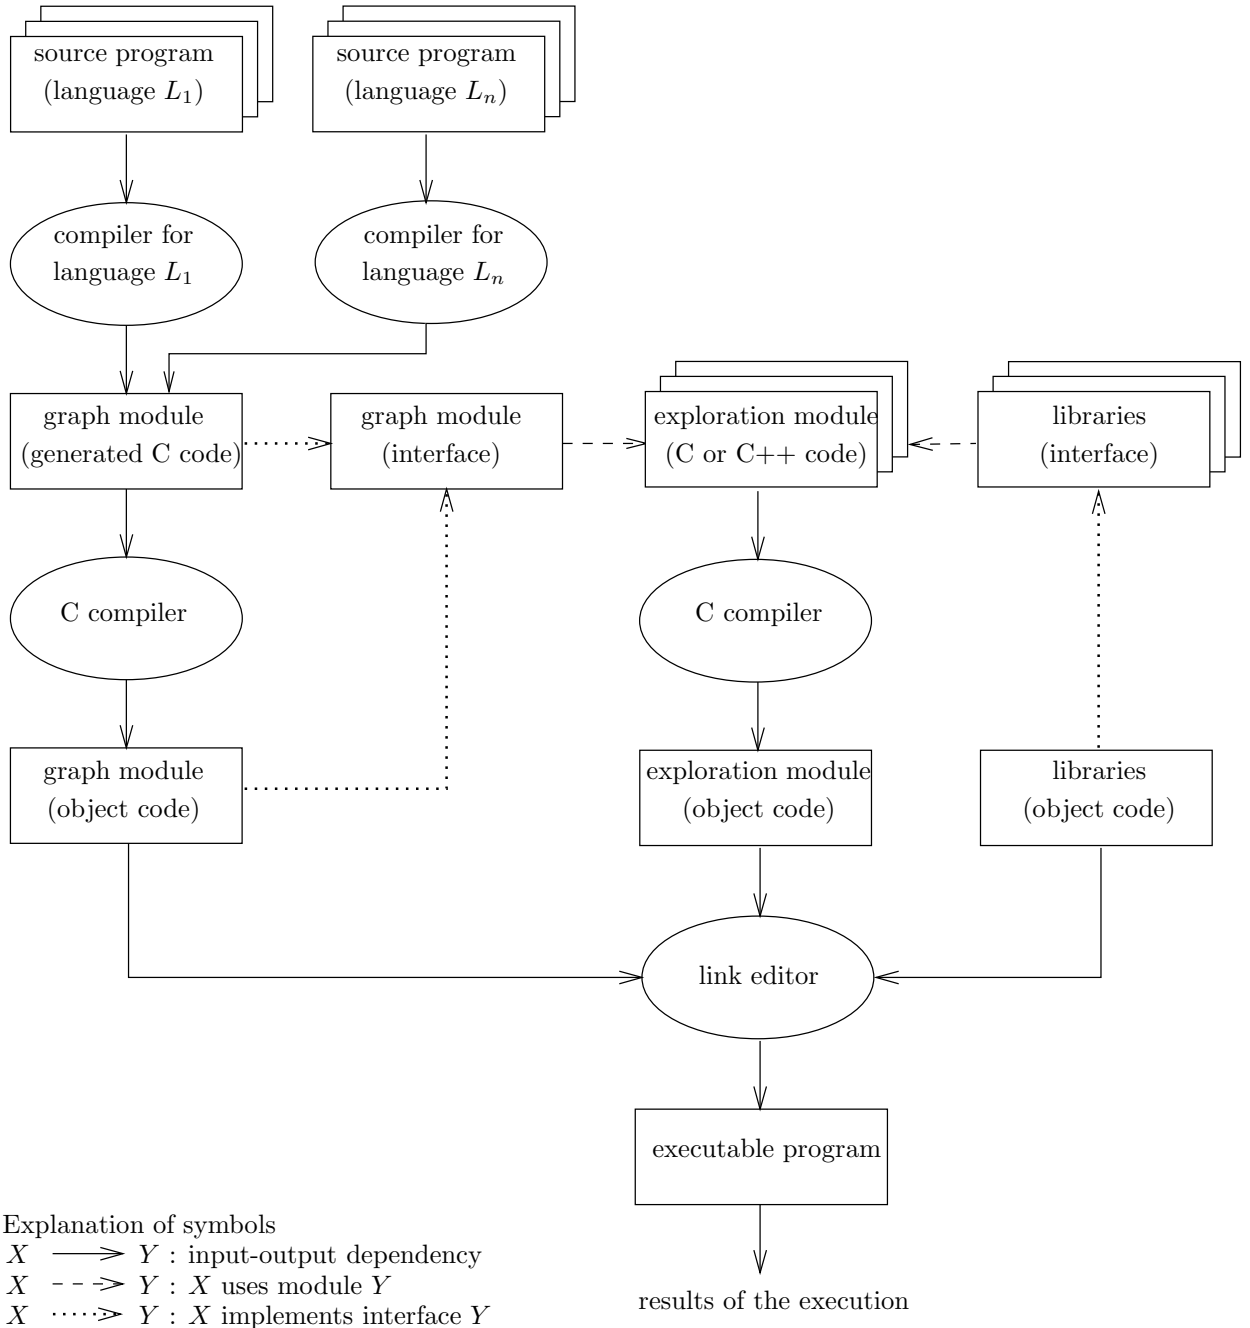 source program
(language L₁)
source program
(language Lₙ)
compiler for
language L₁
compiler for
language Lₙ
graph module
(generated C code)
graph module
(interface)
exploration module
(C or C++ code)
libraries
(interface)
C compiler
C compiler
graph module
(object code)
exploration module
(object code)
libraries
(object code)
link editor
executable program
results of the execution
Explanation of symbols
X Y : input-output dependency
X Y : X uses module Y
X Y : X implements interface Y